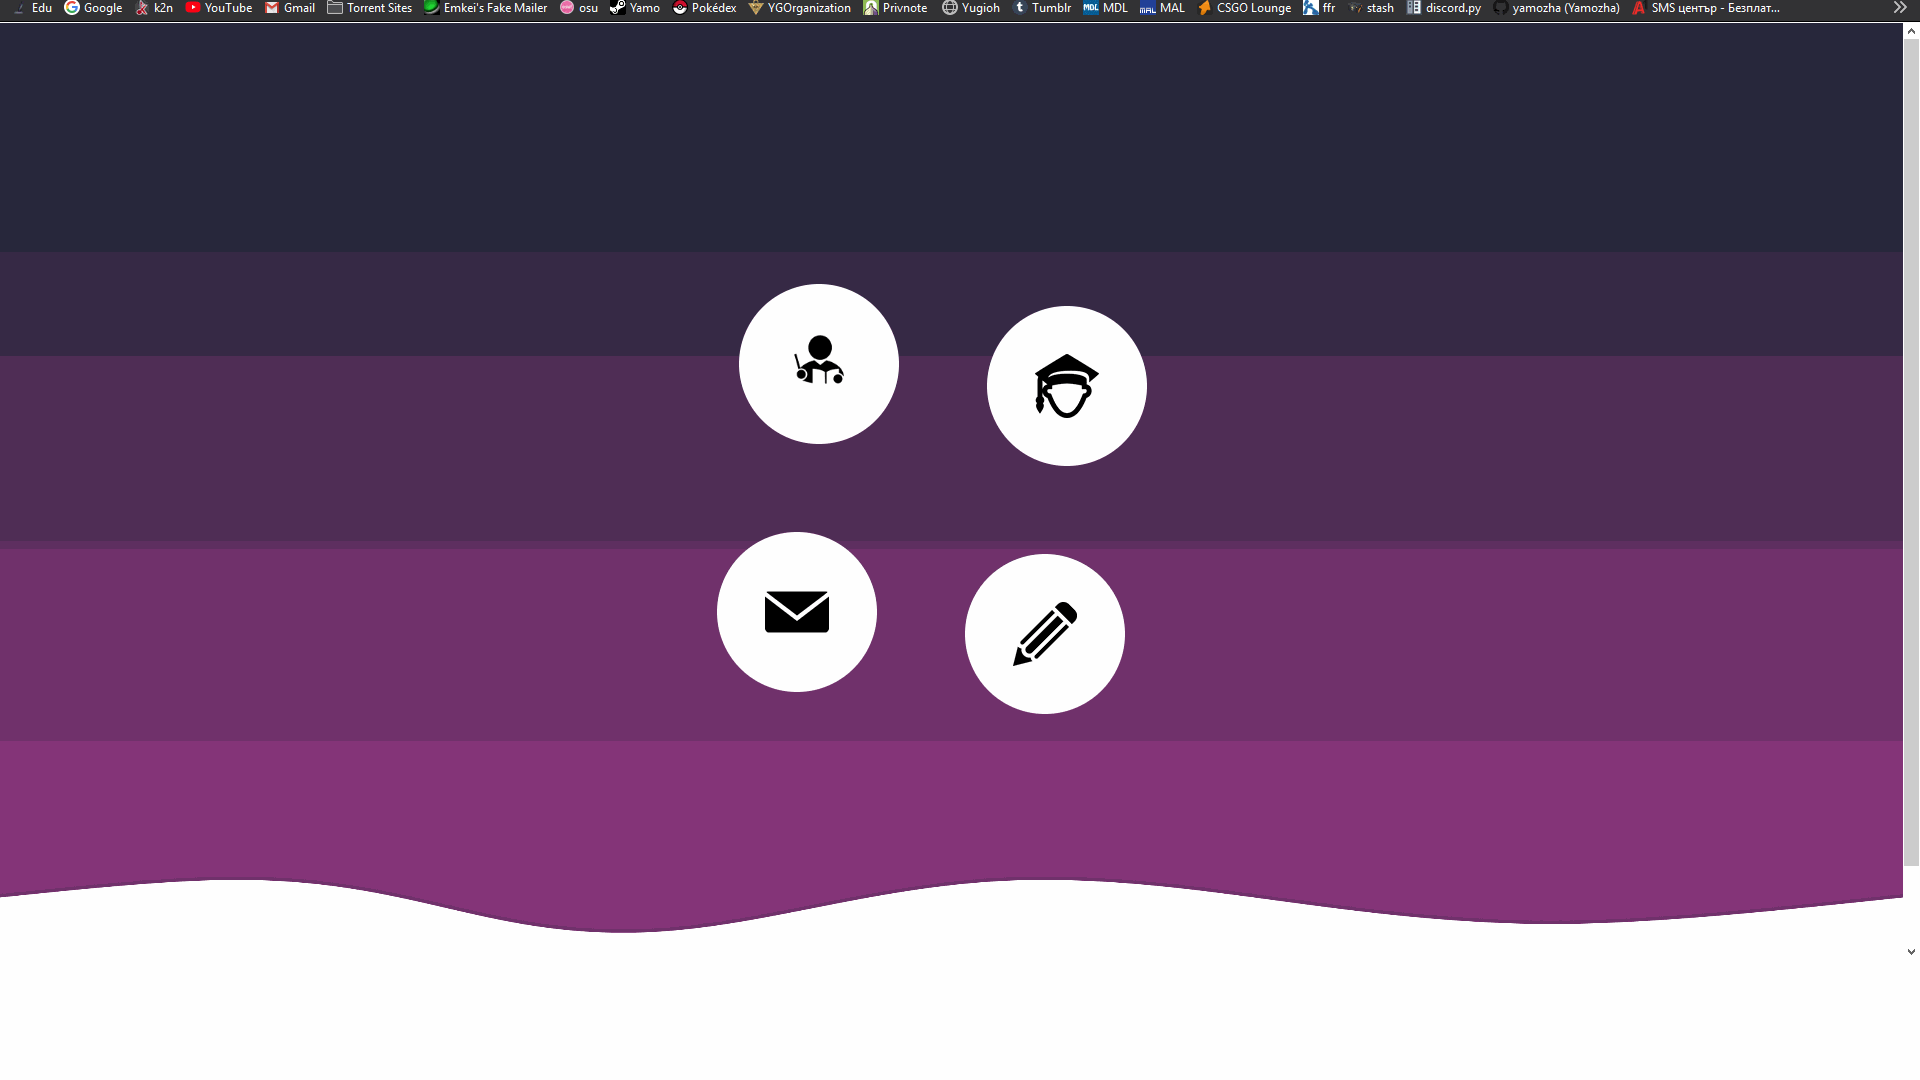 Edu Google k2n YouTube Gmail Torrent Sites Emkei's Fake Mailer osu Yamo Pokédex YGOrganization Privnote Yugioh Tumblr MDL MAL CSGO Lounge ffr stash discord.py yamozha (Yamozha) SMS център - Безплат...